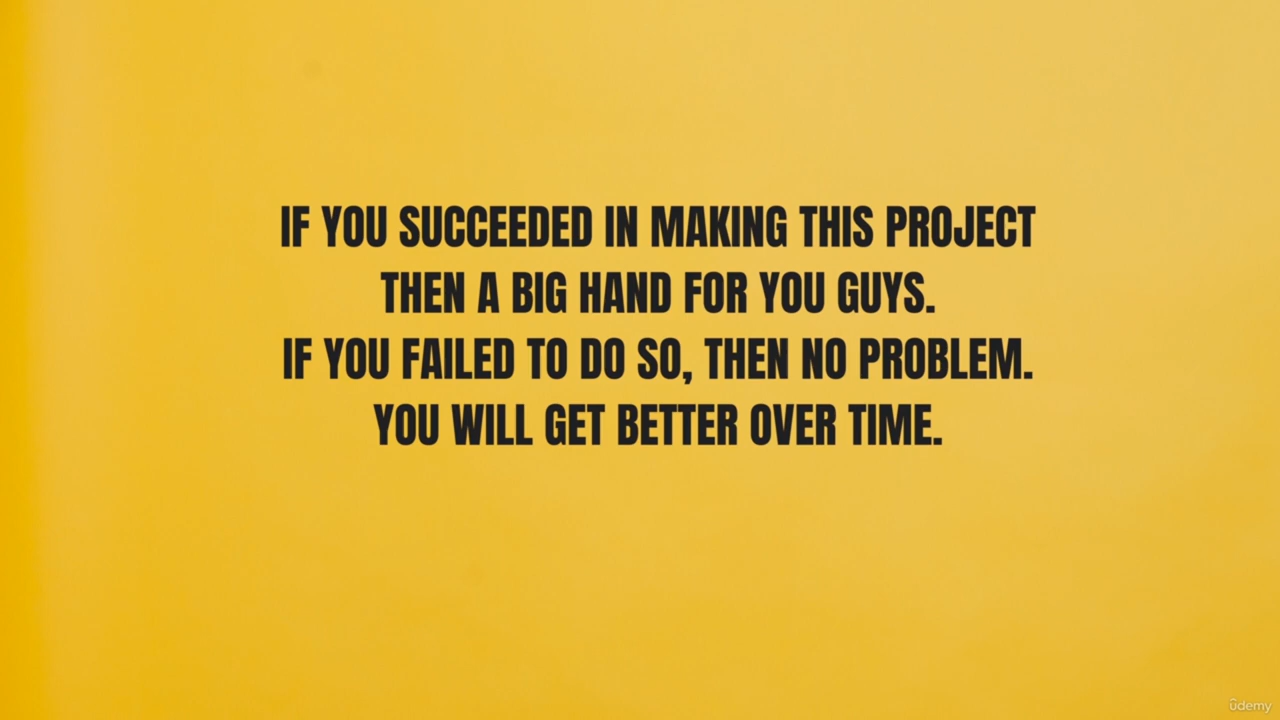 IF YOU SUCCEEDED IN MAKING THIS PROJECT
THEN A BIG HAND FOR YOU GUYS.
IF YOU FAILED TO DO SO, THEN NO PROBLEM.
YOU WILL GET BETTER OVER TIME.
ûdemy